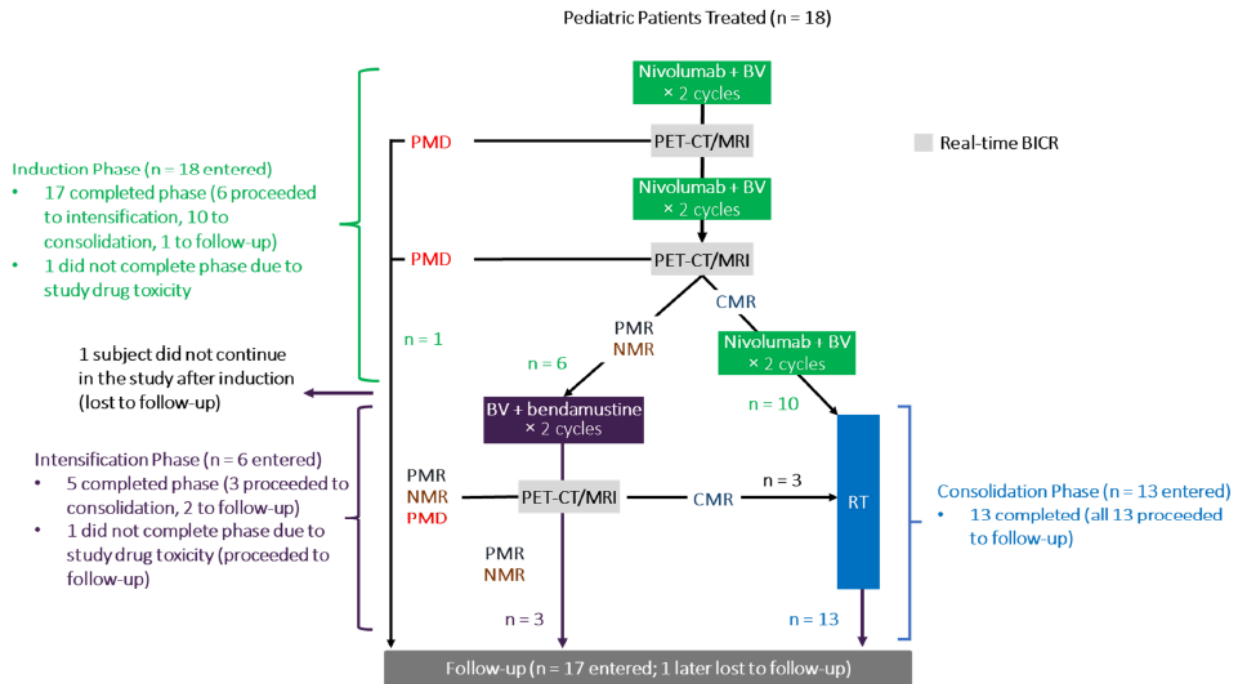 Pediatric Patients Treated (n = 18)
Nivolumab + BV
× 2 cycles
PMD
PET-CT/MRI
Real-time BICR
Induction Phase (n = 18 entered)
• 17 completed phase (6 proceeded
to intensification, 10 to
consolidation, 1 to follow-up)
• 1 did not complete phase due to
study drug toxicity
Nivolumab + BV
× 2 cycles
PMD
PET-CT/MRI
CMR
PMR
NMR
n = 1
n = 6
Nivolumab + BV
× 2 cycles
n = 10
1 subject did not continue
in the study after induction
(lost to follow-up)
BV + bendamustine
× 2 cycles
Intensification Phase (n = 6 entered)
• 5 completed phase (3 proceeded to
consolidation, 2 to follow-up)
• 1 did not complete phase due to
study drug toxicity (proceeded to
follow-up)
PMR
NMR
PMD
PET-CT/MRI
CMR
n = 3
RT
Consolidation Phase (n = 13 entered)
• 13 completed (all 13 proceeded
to follow-up)
PMR
NMR
n = 3
n = 13
Follow-up (n = 17 entered; 1 later lost to follow-up)